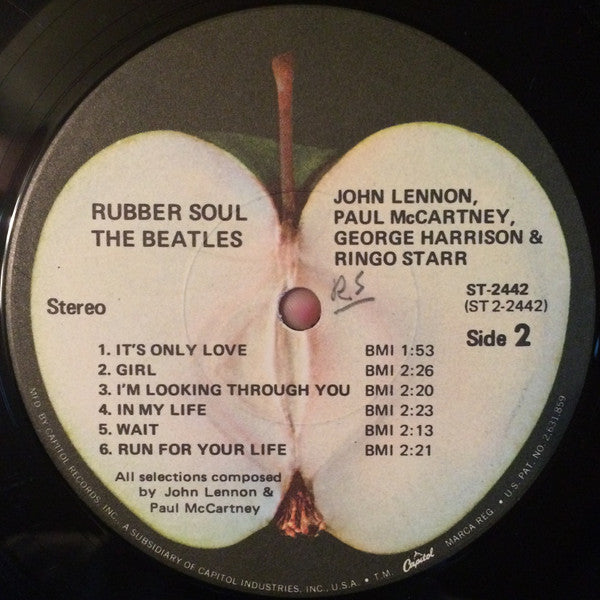 RUBBER SOUL
THE BEATLES
JOHN LENNON,
PAUL McCARTNEY,
GEORGE HARRISON &
RINGO STARR
RS
ST-2442
(ST 2-2442)
Stereo
Side 2
1. IT'S ONLY LOVE BMI 1:53
2. GIRL BMI 2:26
3. I'M LOOKING THROUGH YOU BMI 2:20
4. IN MY LIFE BMI 2:23
5. WAIT BMI 2:13
6. RUN FOR YOUR LIFE BMI 2:21
All selections composed
by John Lennon &
Paul McCartney
MFD. BY CAPITOL RECORDS, INC., A SUBSIDIARY OF CAPITOL INDUSTRIES, INC., U.S.A. • T.M. Capitol MARCA REG. • U.S. PAT. NO. 2,631,859